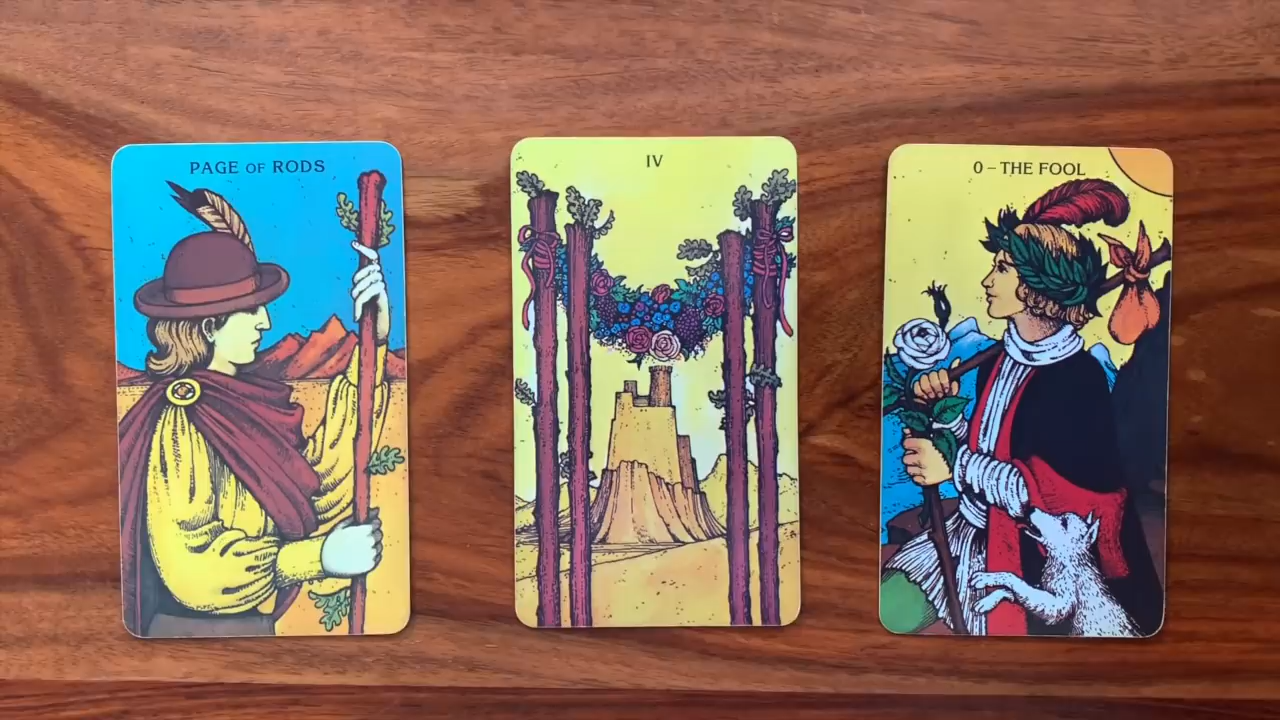 PAGE OF RODS
IV
0 – THE FOOL